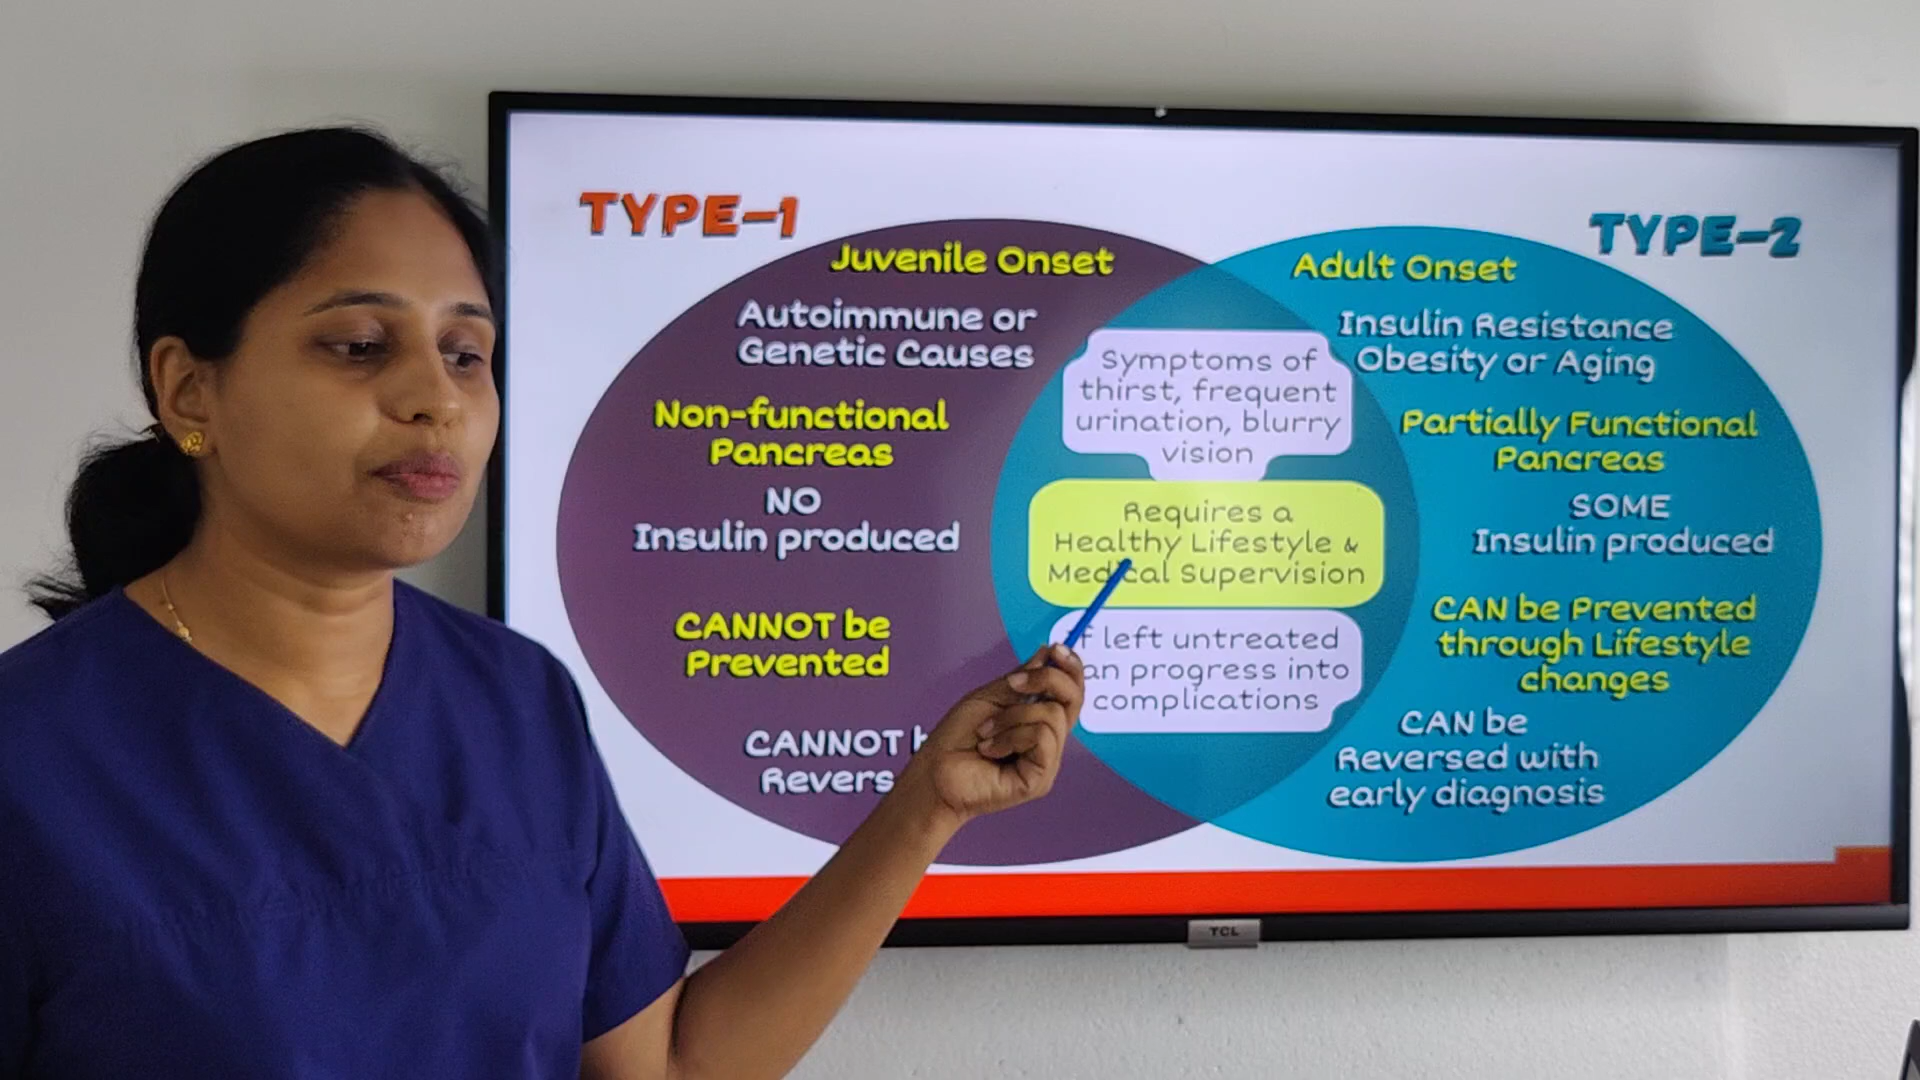 TYPE-1
Juvenile Onset
Autoimmune or
Genetic Causes
Non-functional
Pancreas
NO
Insulin produced
CANNOT be
Prevented
CANNOT
Symptoms of
thirst, frequent
urination, blurry
vision
Requires a
Healthy Lifestyle &
Medical Supervision
left untreated
progress into
complications
TYPE-2
Adult Onset
Insulin Resistance
Obesity or Aging
Partially Functional
Pancreas
SOME
Insulin produced
CAN be Prevented
through Lifestyle
changes
CAN be
Reversed with
early diagnosis
TCL